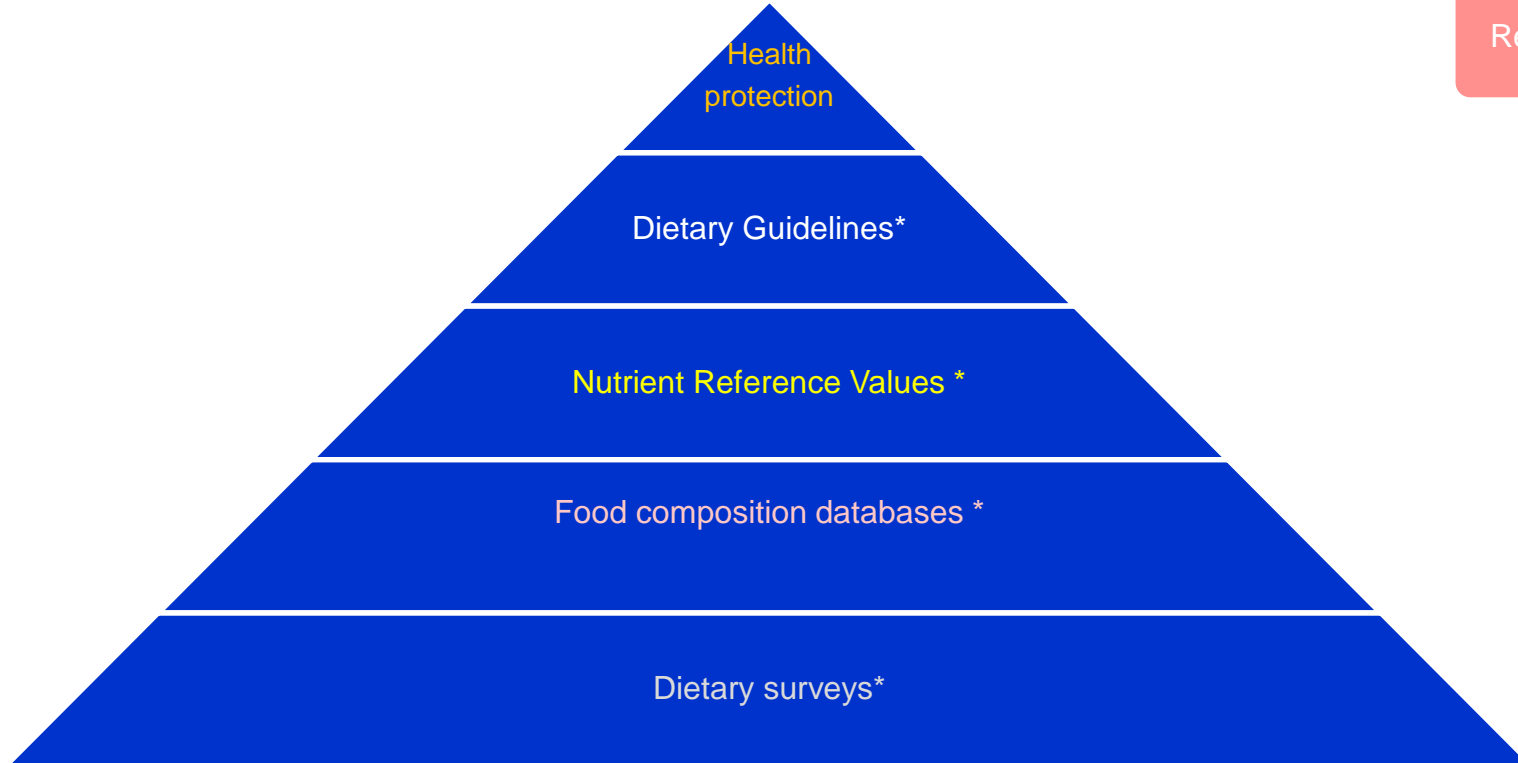 Health
protection
Dietary Guidelines*
Nutrient Reference Values *
Food composition databases *
Dietary surveys*